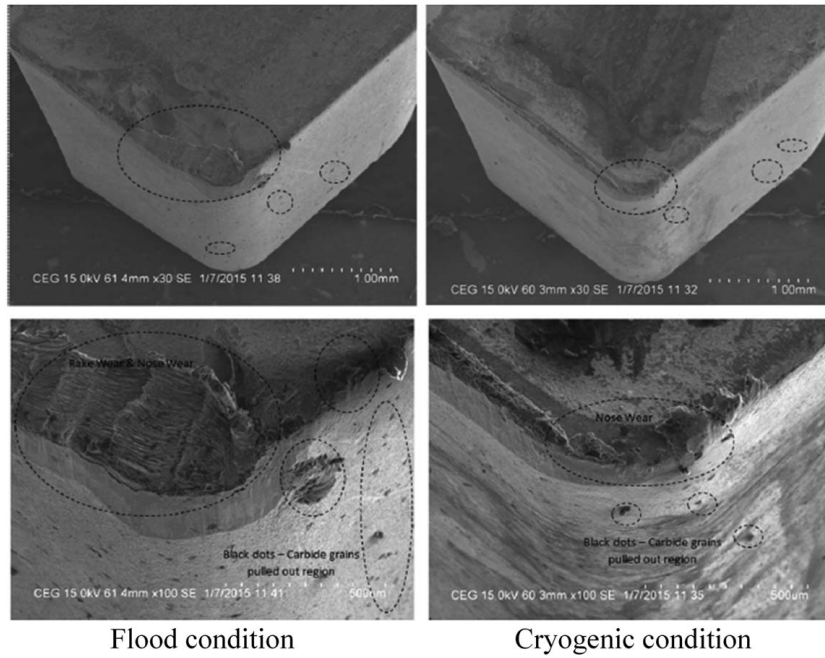 CEG 15.0kV 61.4mm x30 SE 1/7/2015 11:38
1.00mm
CEG 15.0kV 60.3mm x30 SE 1/7/2015 11:32
1.00mm
Rake Wear & Nose Wear
Black dots – Carbide grains
pulled out region
CEG 15.0kV 61.4mm x100 SE 1/7/2015 11:41
500um
Nose Wear
Black dots – Carbide grains
pulled out region
CEG 15.0kV 60.3mm x100 SE 1/7/2015 11:35
500um
Flood condition
Cryogenic condition